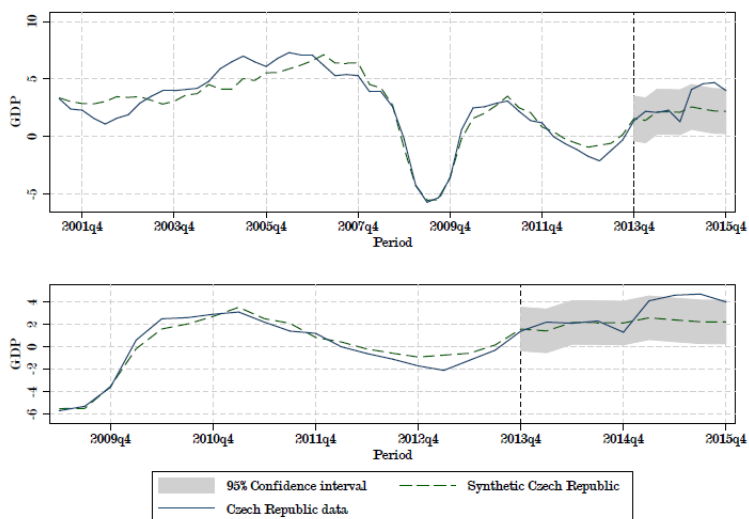 10
5
0
-5
GDP
2001q4 2003q4 2005q4 2007q4 2009q4 2011q4 2013q4 2015q4
Period
4
2
0
-2
-4
-6
GDP
2009q4 2010q4 2011q4 2012q4 2013q4 2014q4 2015q4
Period
95% Confidence interval Synthetic Czech Republic
Czech Republic data